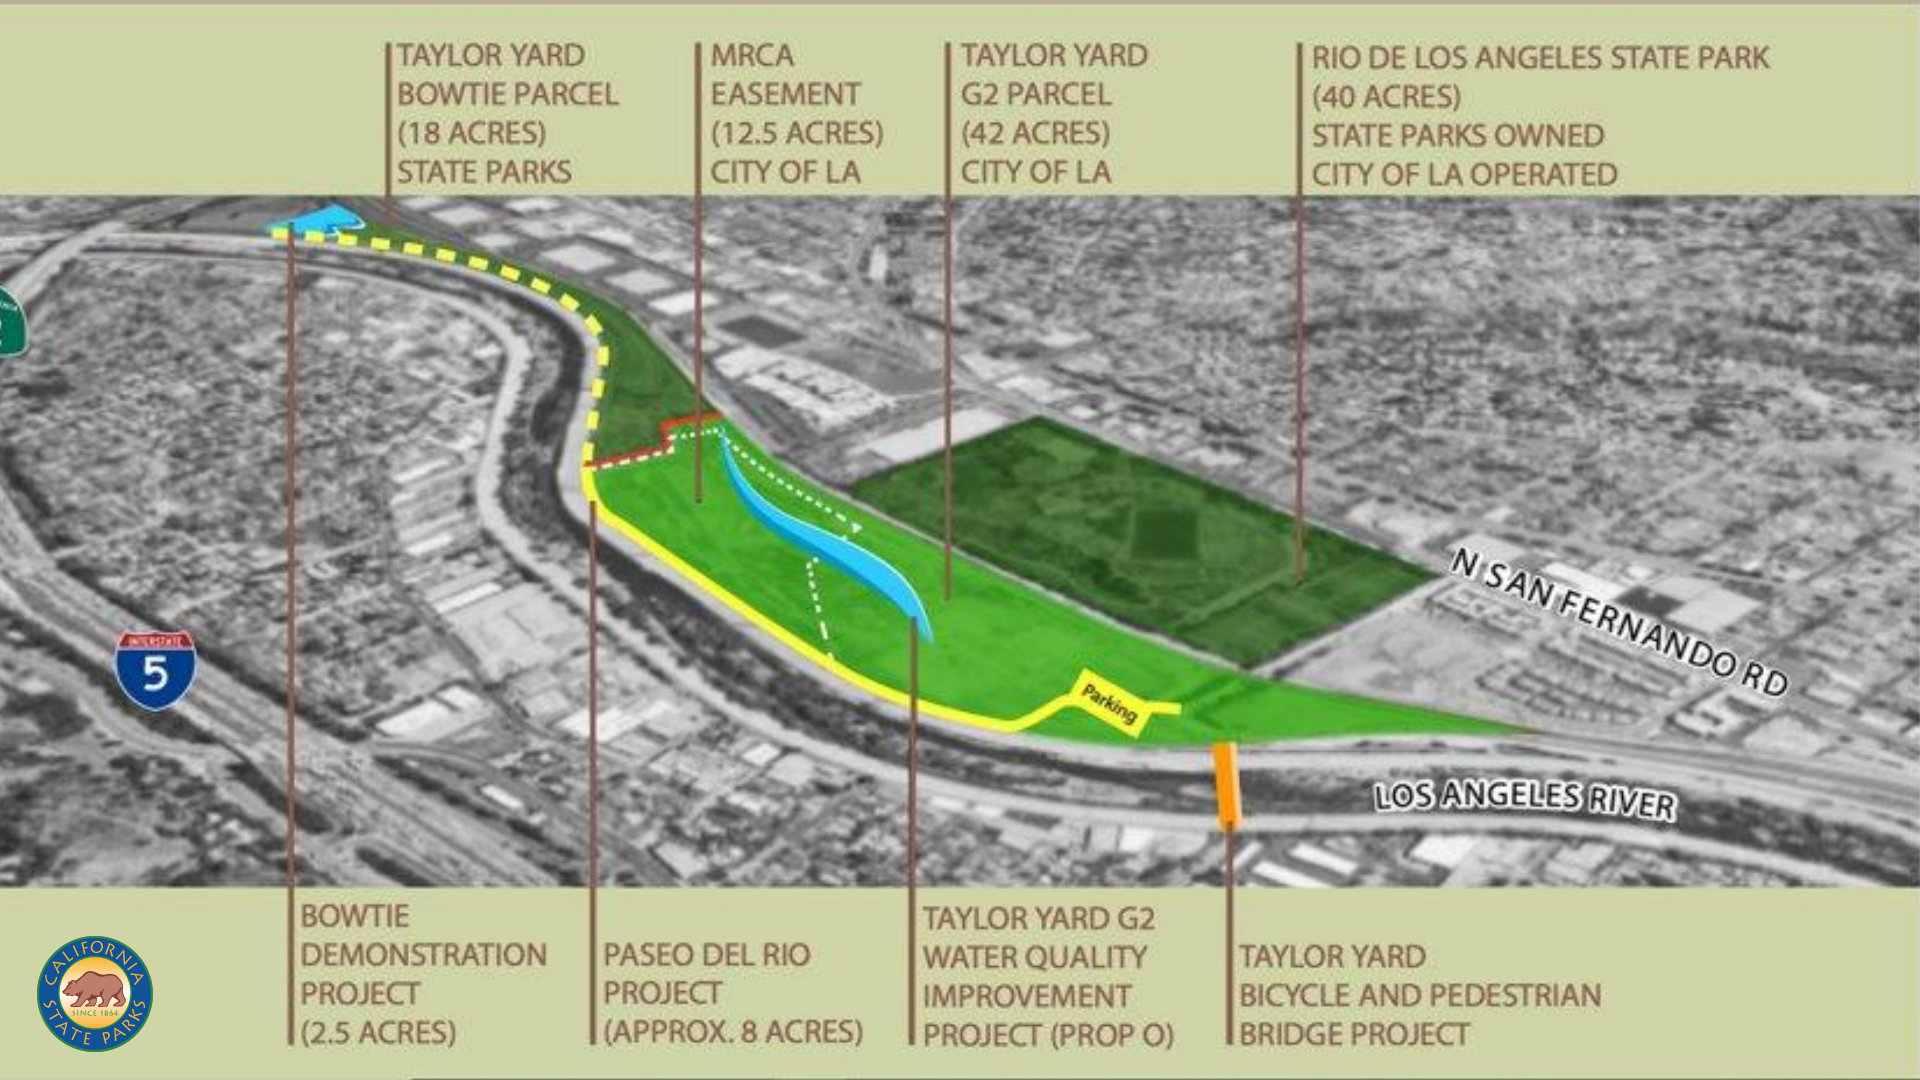 TAYLOR YARD
BOWTIE PARCEL
(18 ACRES)
STATE PARKS
MRCA
EASEMENT
(12.5 ACRES)
CITY OF LA
TAYLOR YARD
G2 PARCEL
(42 ACRES)
CITY OF LA
RIO DE LOS ANGELES STATE PARK
(40 ACRES)
STATE PARKS OWNED
CITY OF LA OPERATED
N SAN FERNANDO RD
INTERSTATE
5
Parking
LOS ANGELES RIVER
BOWTIE
DEMONSTRATION
PROJECT
(2.5 ACRES)
PASEO DEL RIO
PROJECT
(APPROX. 8 ACRES)
TAYLOR YARD G2
WATER QUALITY
IMPROVEMENT
PROJECT (PROP O)
TAYLOR YARD
BICYCLE AND PEDESTRIAN
BRIDGE PROJECT
CALIFORNIA
SINCE 1864
STATE PARKS